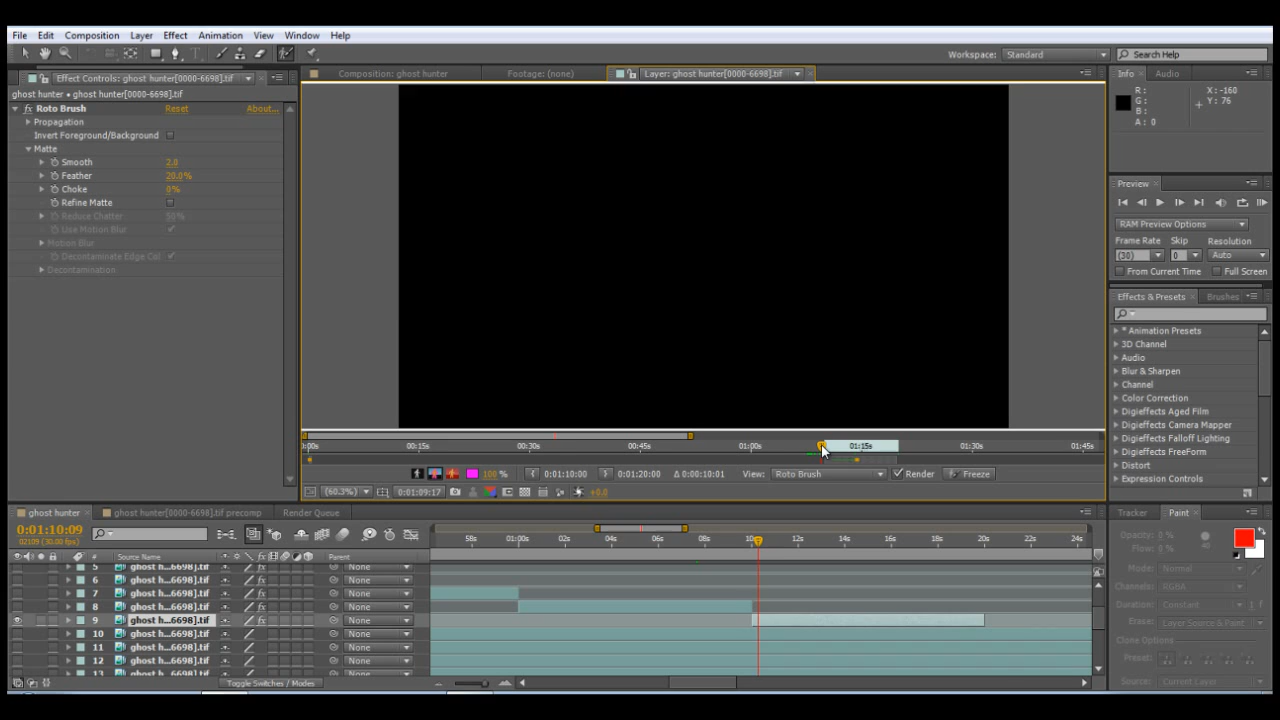 File Edit Composition Layer Effect Animation View Window Help
Workspace: Standard Search Help
Effect Controls: ghost hunter[0000-6698].tif
Composition: ghost hunter Footage: (none) Layer: ghost hunter[0000-6698].tif
Info Audio
ghost hunter • ghost hunter[0000-6698].tif
fx Roto Brush Reset About...
Propagation
Invert Foreground/Background
Matte
Smooth 2.0
Feather 20.0%
Choke 0%
Refine Matte
Reduce Chatter 50%
Use Motion Blur
Motion Blur
Decontaminate Edge Col
Decontamination
R: X: -160
G: Y: 76
B:
A: 0
Preview
RAM Preview Options
Frame Rate Skip Resolution
(30) 0 Auto
From Current Time Full Screen
Effects & Presets Brushes
* Animation Presets
3D Channel
Audio
Blur & Sharpen
Channel
Color Correction
Digieffects Aged Film
Digieffects Camera Mapper
Digieffects Falloff Lighting
Digieffects FreeForm
Distort
Expression Controls
:00s 00:15s 00:30s 00:45s 01:00s 01:15s 01:30s 01:45s
100 % 0:01:10:00 0:01:20:00 Δ 0:00:10:01 View: Roto Brush Render Freeze
(60.3%) 0:01:09:17 +0.0
ghost hunter ghost hunter[0000-6698].tif precomp Render Queue
0:01:10:09
02109 (30.00 fps)
58s 01:00s 02s 04s 06s 08s 10s 12s 14s 16s 18s 20s 22s 24s
# Source Name Parent
5 ghost h...6698].tif None
6 ghost h...6698].tif None
7 ghost h...6698].tif None
8 ghost h...6698].tif None
9 ghost h...6698].tif None
10 ghost h...6698].tif None
11 ghost h...6698].tif None
12 ghost h...6698].tif None
13 ghost h...6698].tif None
Toggle Switches / Modes
Tracker Paint
Opacity: 0 %
Flow: 0 %
Mode: Normal
Channels: RGBA
Duration: Constant f
Erase: Layer Source & Paint
Clone Options
Preset:
Source: Current Layer